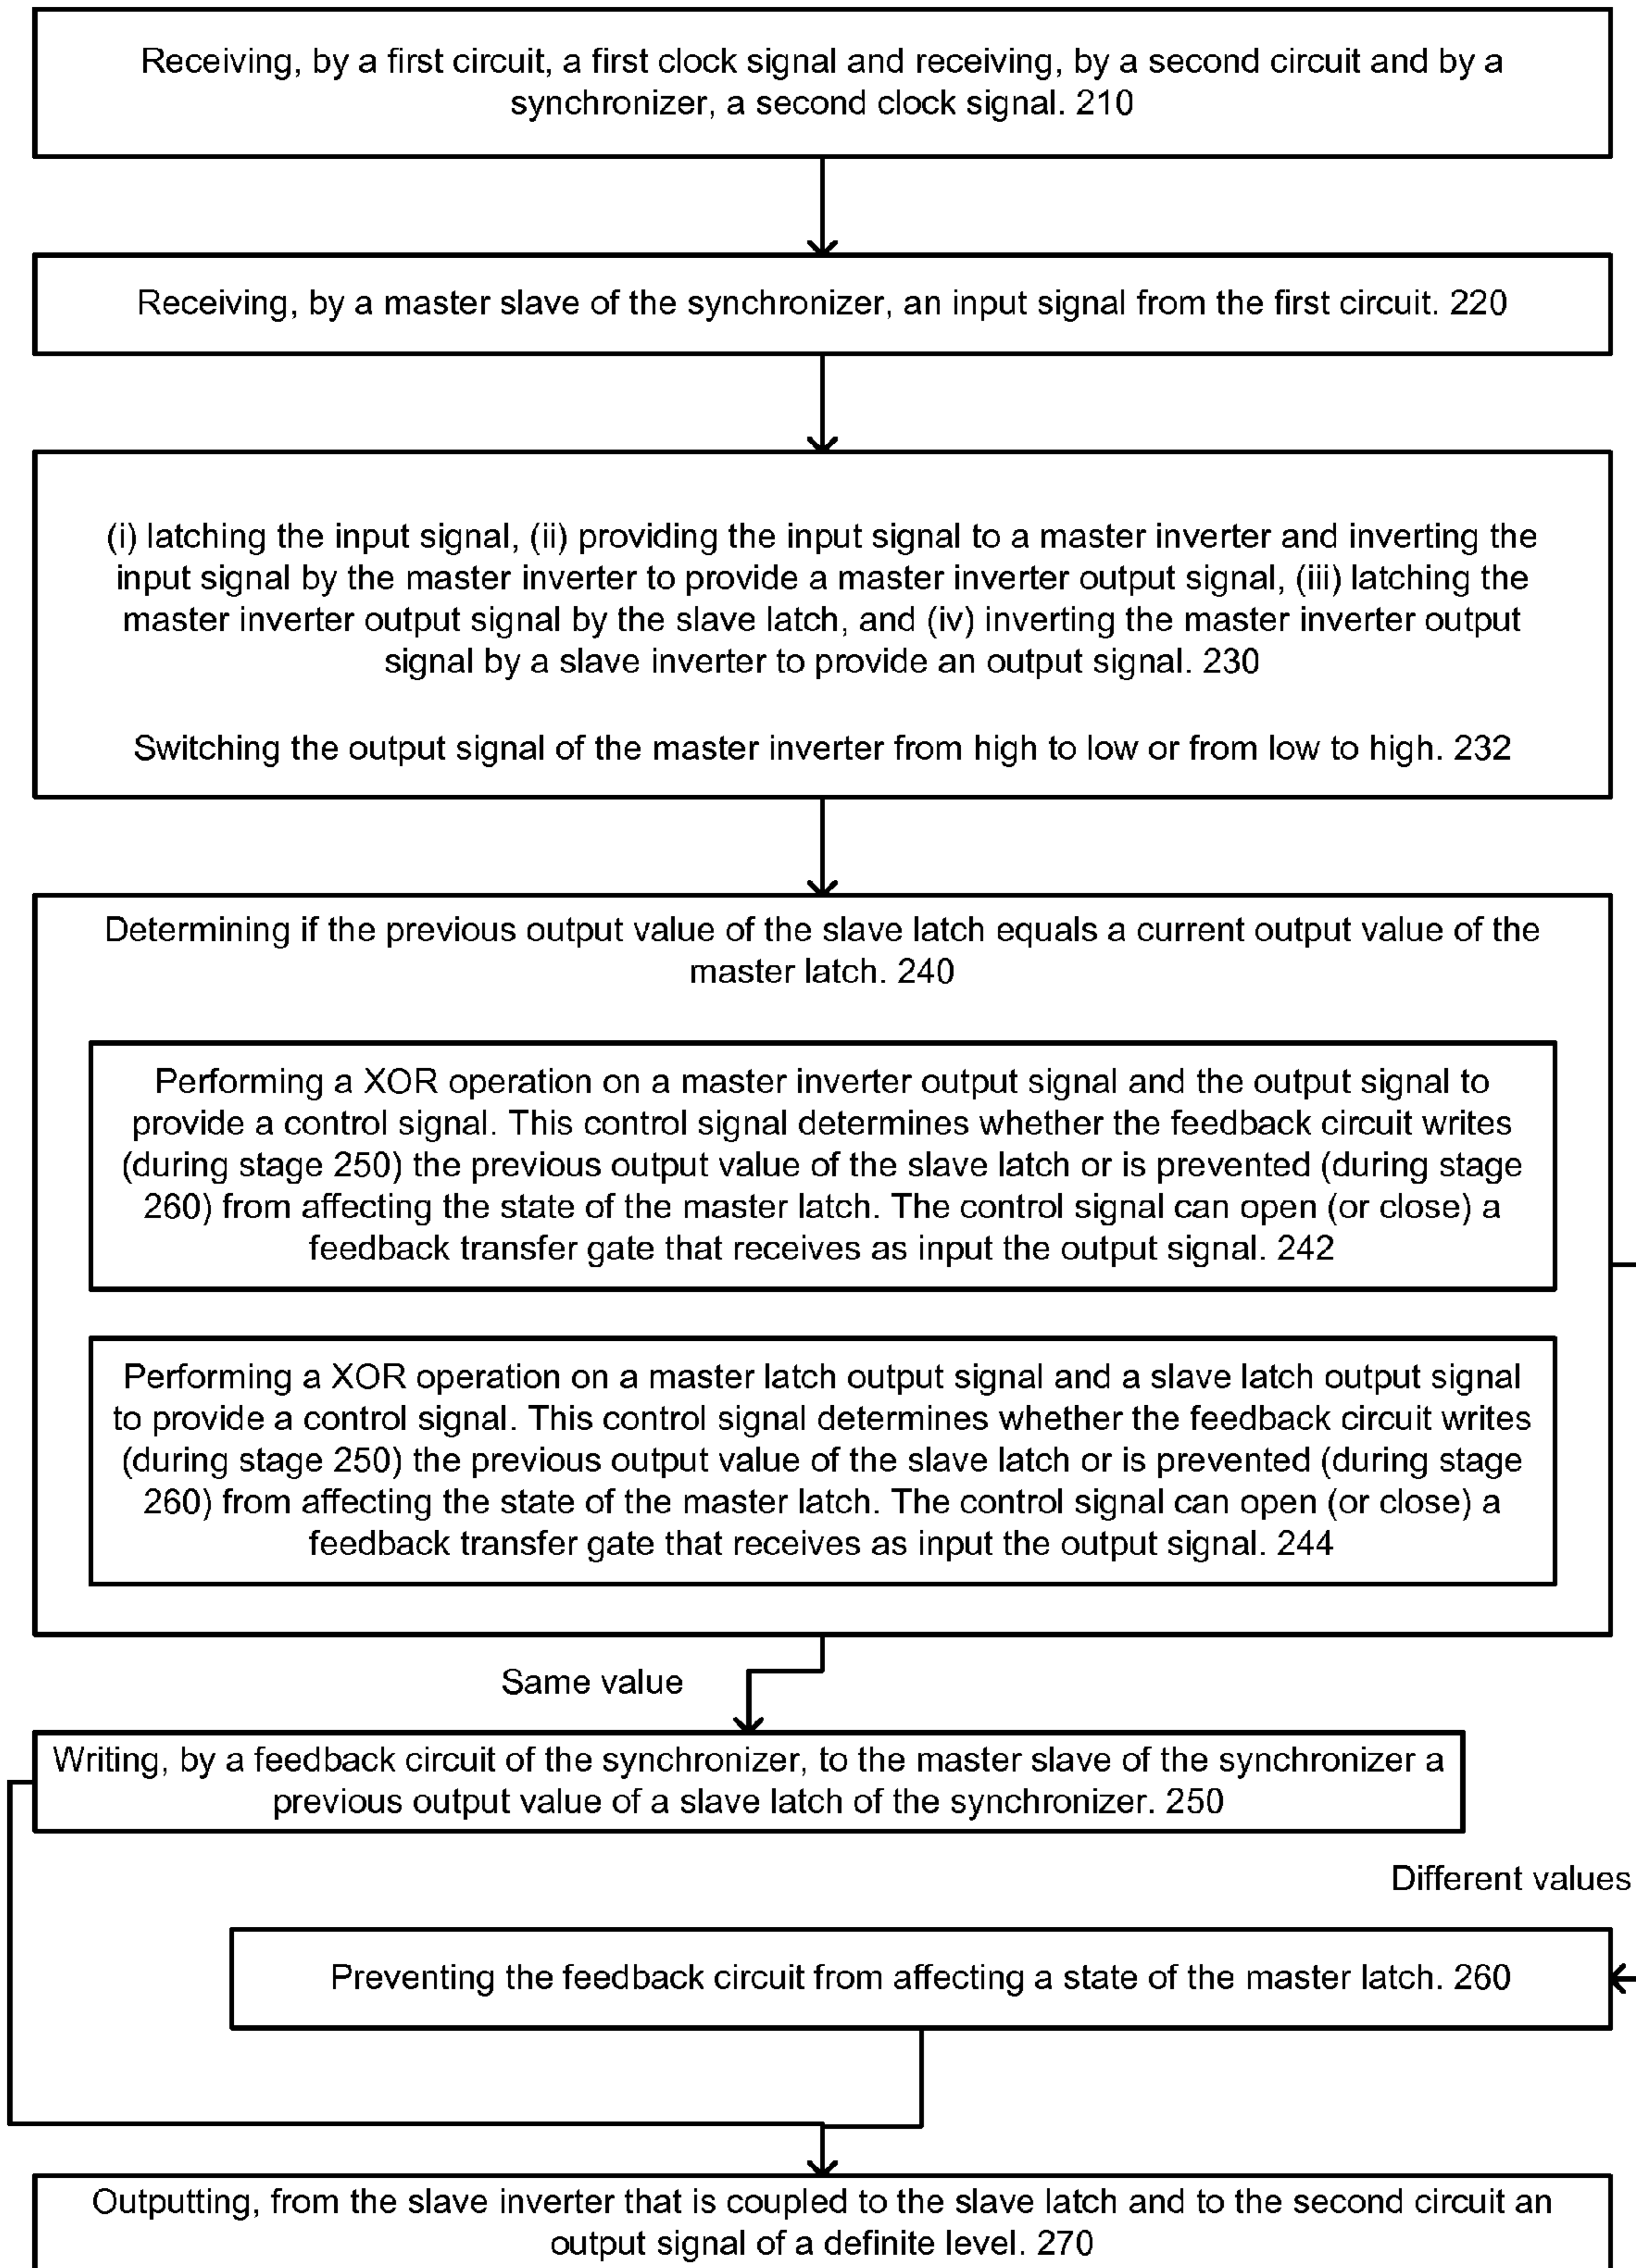 Receiving, by a first circuit, a first clock signal and receiving, by a second circuit and by a
synchronizer, a second clock signal. 210
Receiving, by a master slave of the synchronizer, an input signal from the first circuit. 220
(i) latching the input signal, (ii) providing the input signal to a master inverter and inverting the
input signal by the master inverter to provide a master inverter output signal, (iii) latching the
master inverter output signal by the slave latch, and (iv) inverting the master inverter output
signal by a slave inverter to provide an output signal. 230
Switching the output signal of the master inverter from high to low or from low to high. 232
Determining if the previous output value of the slave latch equals a current output value of the
master latch. 240
Performing a XOR operation on a master inverter output signal and the output signal to
provide a control signal. This control signal determines whether the feedback circuit writes
(during stage 250) the previous output value of the slave latch or is prevented (during stage
260) from affecting the state of the master latch. The control signal can open (or close) a
feedback transfer gate that receives as input the output signal. 242
Performing a XOR operation on a master latch output signal and a slave latch output signal
to provide a control signal. This control signal determines whether the feedback circuit writes
(during stage 250) the previous output value of the slave latch or is prevented (during stage
260) from affecting the state of the master latch. The control signal can open (or close) a
feedback transfer gate that receives as input the output signal. 244
Same value
Writing, by a feedback circuit of the synchronizer, to the master slave of the synchronizer a
previous output value of a slave latch of the synchronizer. 250
Different values
Preventing the feedback circuit from affecting a state of the master latch. 260
Outputting, from the slave inverter that is coupled to the slave latch and to the second circuit an
output signal of a definite level. 270